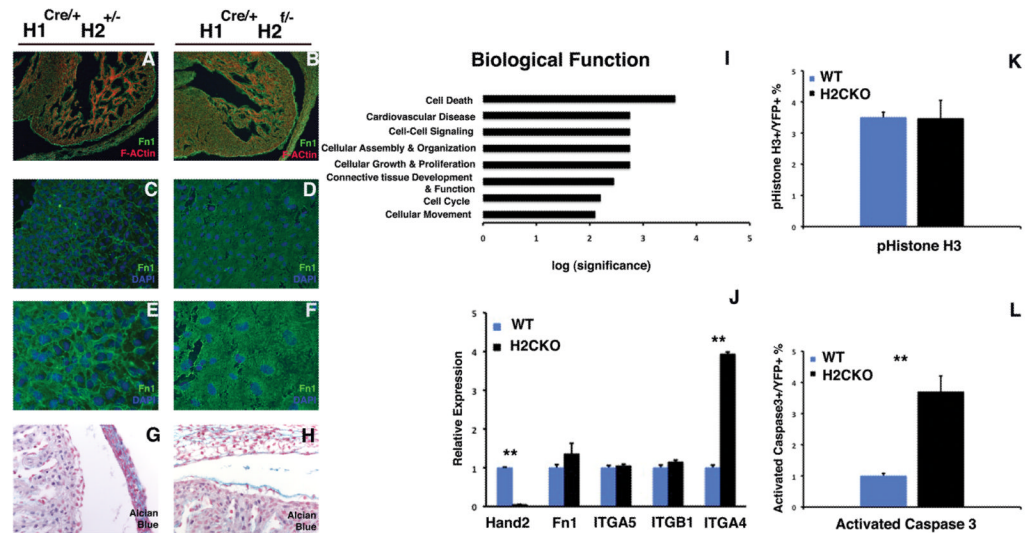 Cre/+ +/-
H1 H2
Cre/+ f/-
H1 H2
A
Fn1
F-ACtin
B
Fn1
F-ACtin
C
Fn1
DAPI
D
Fn1
DAPI
E
Fn1
DAPI
F
Fn1
DAPI
G
Alcian
Blue
H
Alcian
Blue
Biological Function
I
Cell Death
Cardiovascular Disease
Cell-Cell Signaling
Cellular Assembly & Organization
Cellular Growth & Proliferation
Connective tissue Development
& Function
Cell Cycle
Cellular Movement
0 1 2 3 4 5
log (significance)
J
Relative Expression
5
4
3
2
1
0
WT
H2CKO
**
**
Hand2 Fn1 ITGA5 ITGB1 ITGA4
K
pHistone H3+/YFP+ %
5
4
3
2
1
0
WT
H2CKO
pHistone H3
L
Activated Caspase3+/YFP+ %
5
4
3
2
1
0
WT
H2CKO
**
Activated Caspase 3